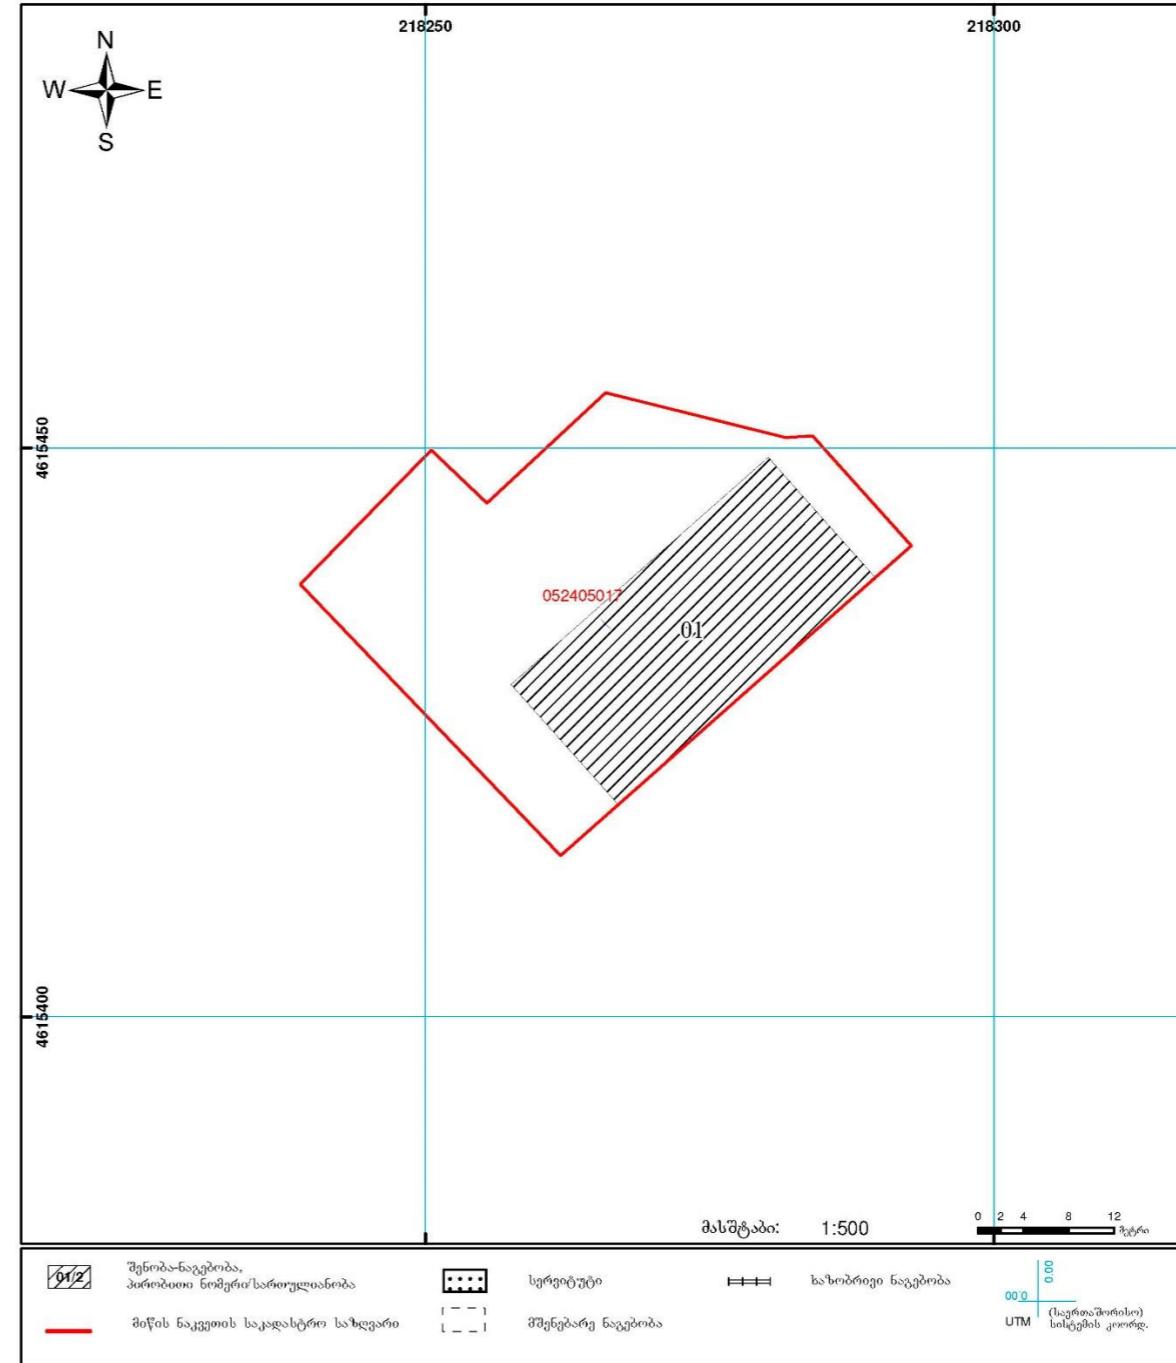 218250
218300
N
W
E
S
4615450
052405017
01
4615400
მასშტაბი: 1:500
0 2 4 8 12
მეტრი
01/2
შენობა-ნაგებობა,
პირობითი ნომერი/სართულიანობა
სერვიტუტი
ხაზობრივი ნაგებობა
მიწის ნაკვეთის საკადასტრო საზღვარი
მშენებარე ნაგებობა
00.0
00.0
UTM
(საერთაშორისო)
სისტემის კოორდ.